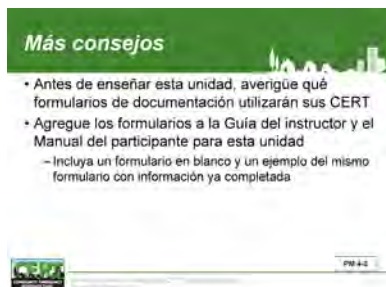 Más consejos
• Antes de enseñar esta unidad, averigüe qué
formularios de documentación utilizarán sus CERT
• Agregue los formularios a la Guía del instructor y el
Manual del participante para esta unidad
– Incluya un formulario en blanco y un ejemplo del mismo
formulario con información ya completada
CERT